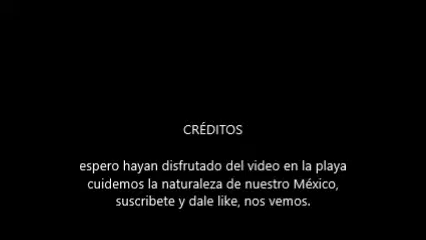 CRÉDITOS
espero hayan disfrutado del video en la playa
cuidemos la naturaleza de nuestro México,
suscribete y dale like, nos vemos.